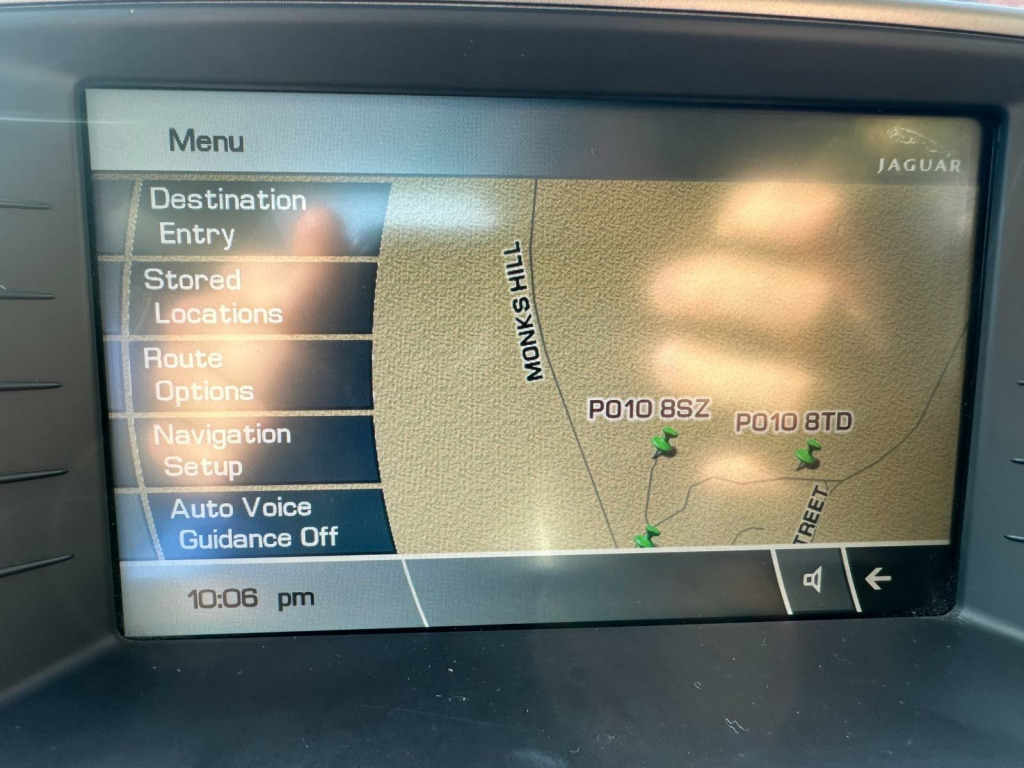 Menu
JAGUAR
Destination
Entry
Stored
Locations
Route
Options
Navigation
Setup
Auto Voice
Guidance Off
MONKS HILL
PO10 8SZ
PO10 8TD
TREET
10:06 pm